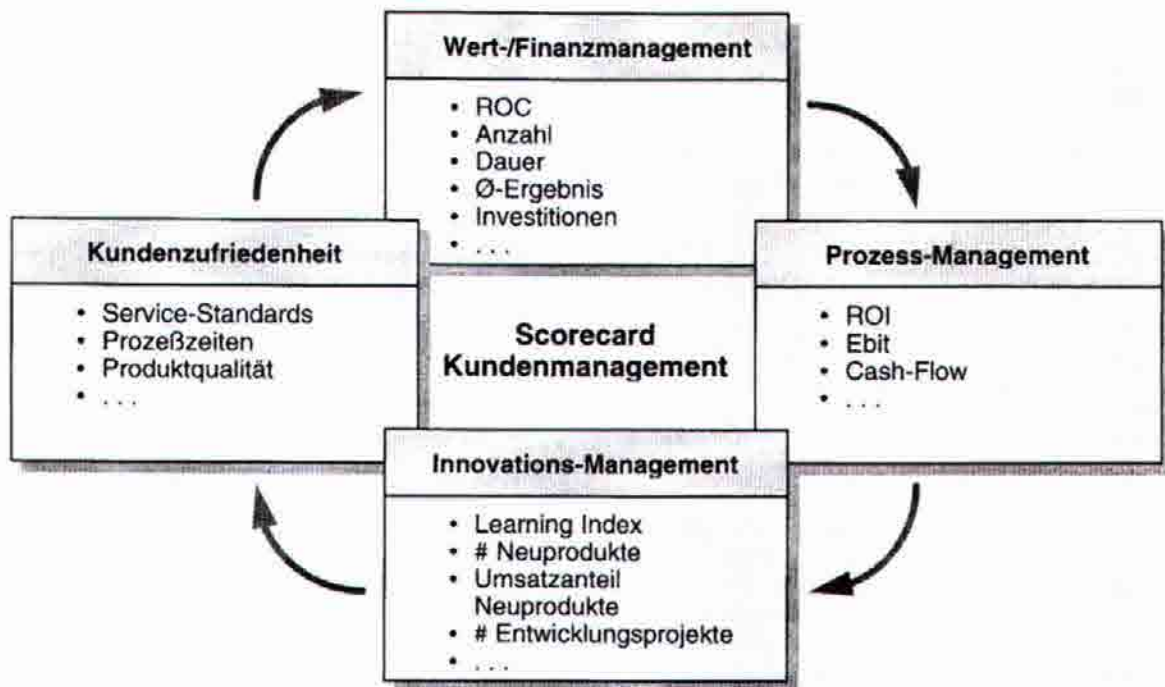 Wert-/Finanzmanagement
• ROC
• Anzahl
• Dauer
• Ø-Ergebnis
• Investitionen
• . . .
Kundenzufriedenheit
• Service-Standards
• Prozeßzeiten
• Produktqualität
• . . .
Scorecard
Kundenmanagement
Prozess-Management
• ROI
• Ebit
• Cash-Flow
• . . .
Innovations-Management
• Learning Index
• # Neuprodukte
• Umsatzanteil
Neuprodukte
• # Entwicklungsprojekte
• . . .